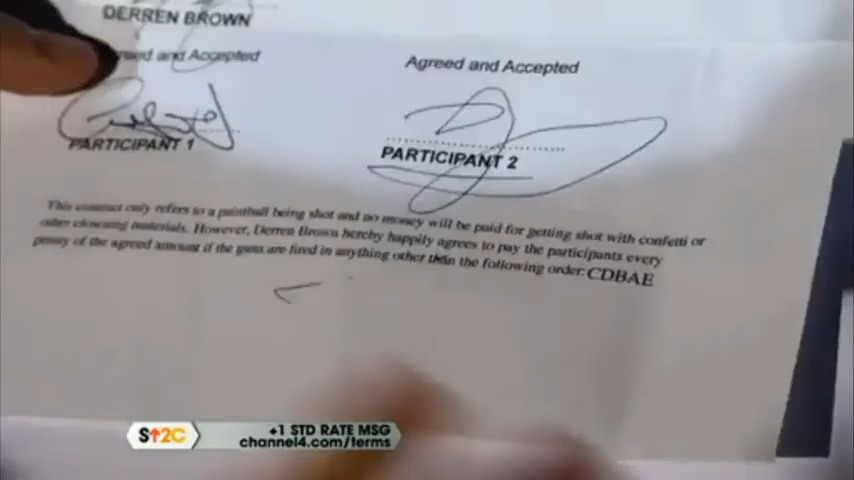 DERREN BROWN
Agreed and Accepted
PARTICIPANT 1
Agreed and Accepted
PARTICIPANT 2
This contract only refers to a paintball being shot and no money will be paid for getting shot with confetti or
other clowning materials. However, Derren Brown hereby happily agrees to pay the participants every
penny of the agreed amount if the guns are fired in anything other than the following order: CDBAE
S↑2C
+1 STD RATE MSG
channel4.com/terms